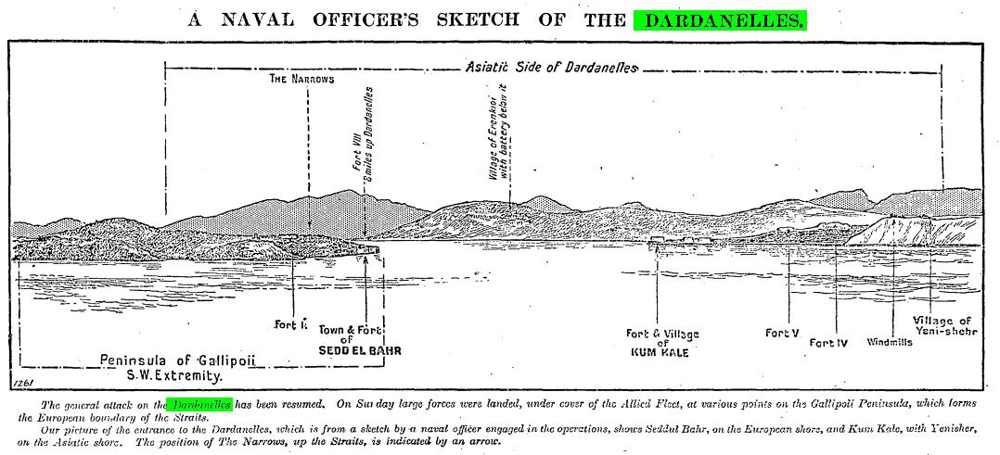 A NAVAL OFFICER'S SKETCH OF THE DARDANELLES.
Asiatic Side of Dardanelles
THE NARROWS
Fort VIII
8 miles up Dardanelles
Village of Erenkioi
with battery below it
Fort II.
Town & Fort
of
SEDD EL BAHR
Fort & Village
of
KUM KALE
Fort V
Fort IV
Windmills
Village of
Yeni-shehr
Peninsula of Gallipoli
S.W. Extremity.
1261
The general attack on the Dardanelles has been resumed. On Sunday large forces were landed, under cover of the Allied Fleet, at various points on the Gallipoli Peninsula, which forms
the European boundary of the Straits.
Our picture of the entrance to the Dardanelles, which is from a sketch by a naval officer engaged in the operations, shows Seddul Bahr, on the European shore, and Kum Kale, with Yenisher,
on the Asiatic shore. The position of The Narrows, up the Straits, is indicated by an arrow.